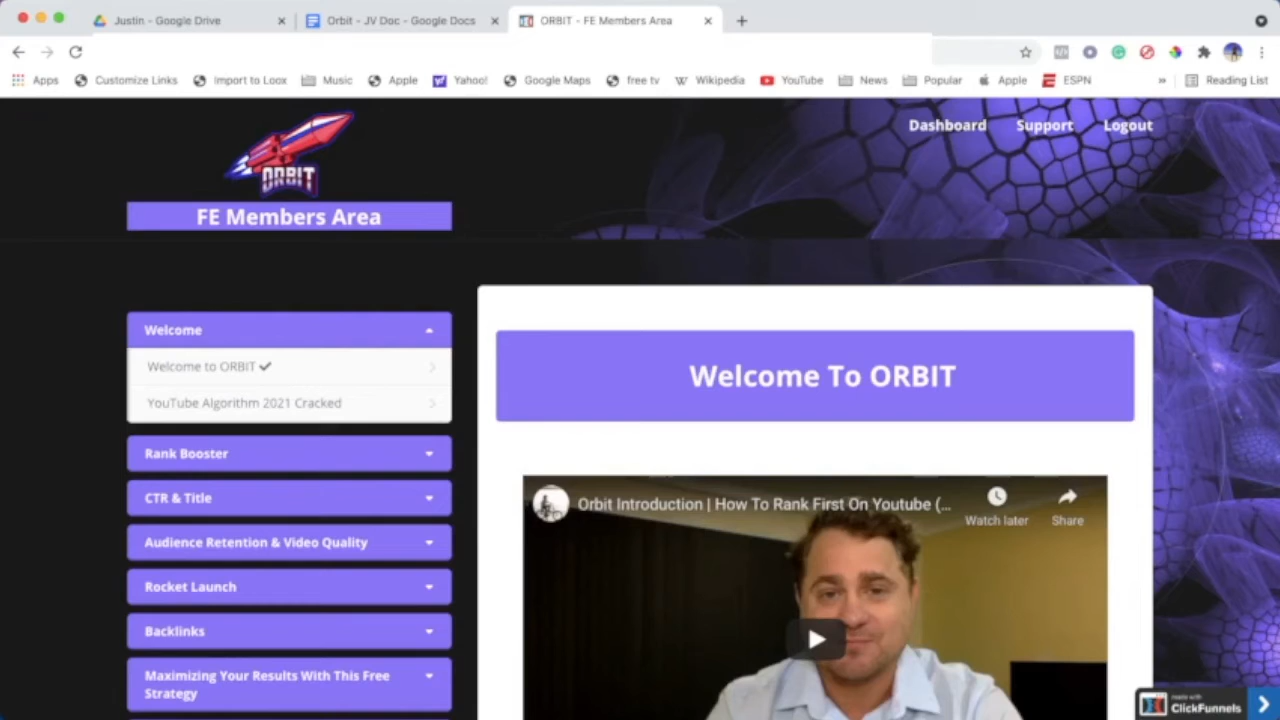 Justin - Google Drive
Orbit - JV Doc - Google Docs
ORBIT - FE Members Area
Apps
Customize Links
Import to Loox
Music
Apple
Yahoo!
Google Maps
free tv
Wikipedia
YouTube
News
Popular
Apple
ESPN
»
Reading List
ORBIT
Dashboard
Support
Logout
FE Members Area
Welcome
Welcome to ORBIT
YouTube Algorithm 2021 Cracked
Rank Booster
CTR & Title
Audience Retention & Video Quality
Rocket Launch
Backlinks
Maximizing Your Results With This Free
Strategy
Welcome To ORBIT
Orbit Introduction | How To Rank First On Youtube (...
Watch later
Share
made with
ClickFunnels